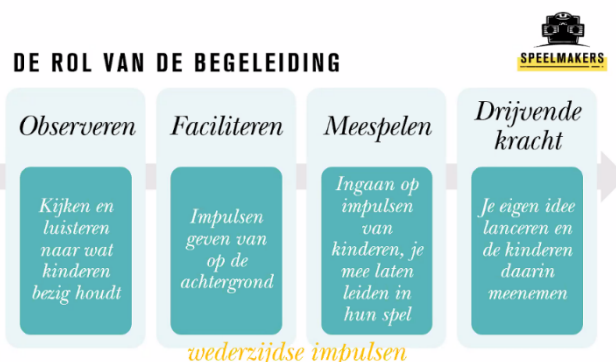 DE ROL VAN DE BEGELEIDING
SPEELMAKERS
Observeren
Kijken en
luisteren
naar wat
kinderen
bezig houdt
Faciliteren
Impulsen
geven van
op de
achtergrond
Meespelen
Ingaan op
impulsen
van
kinderen, je
mee laten
leiden in
hun spel
Drijvende
kracht
Je eigen idee
lanceren en
de kinderen
daarin
meenemen
wederzijdse impulsen